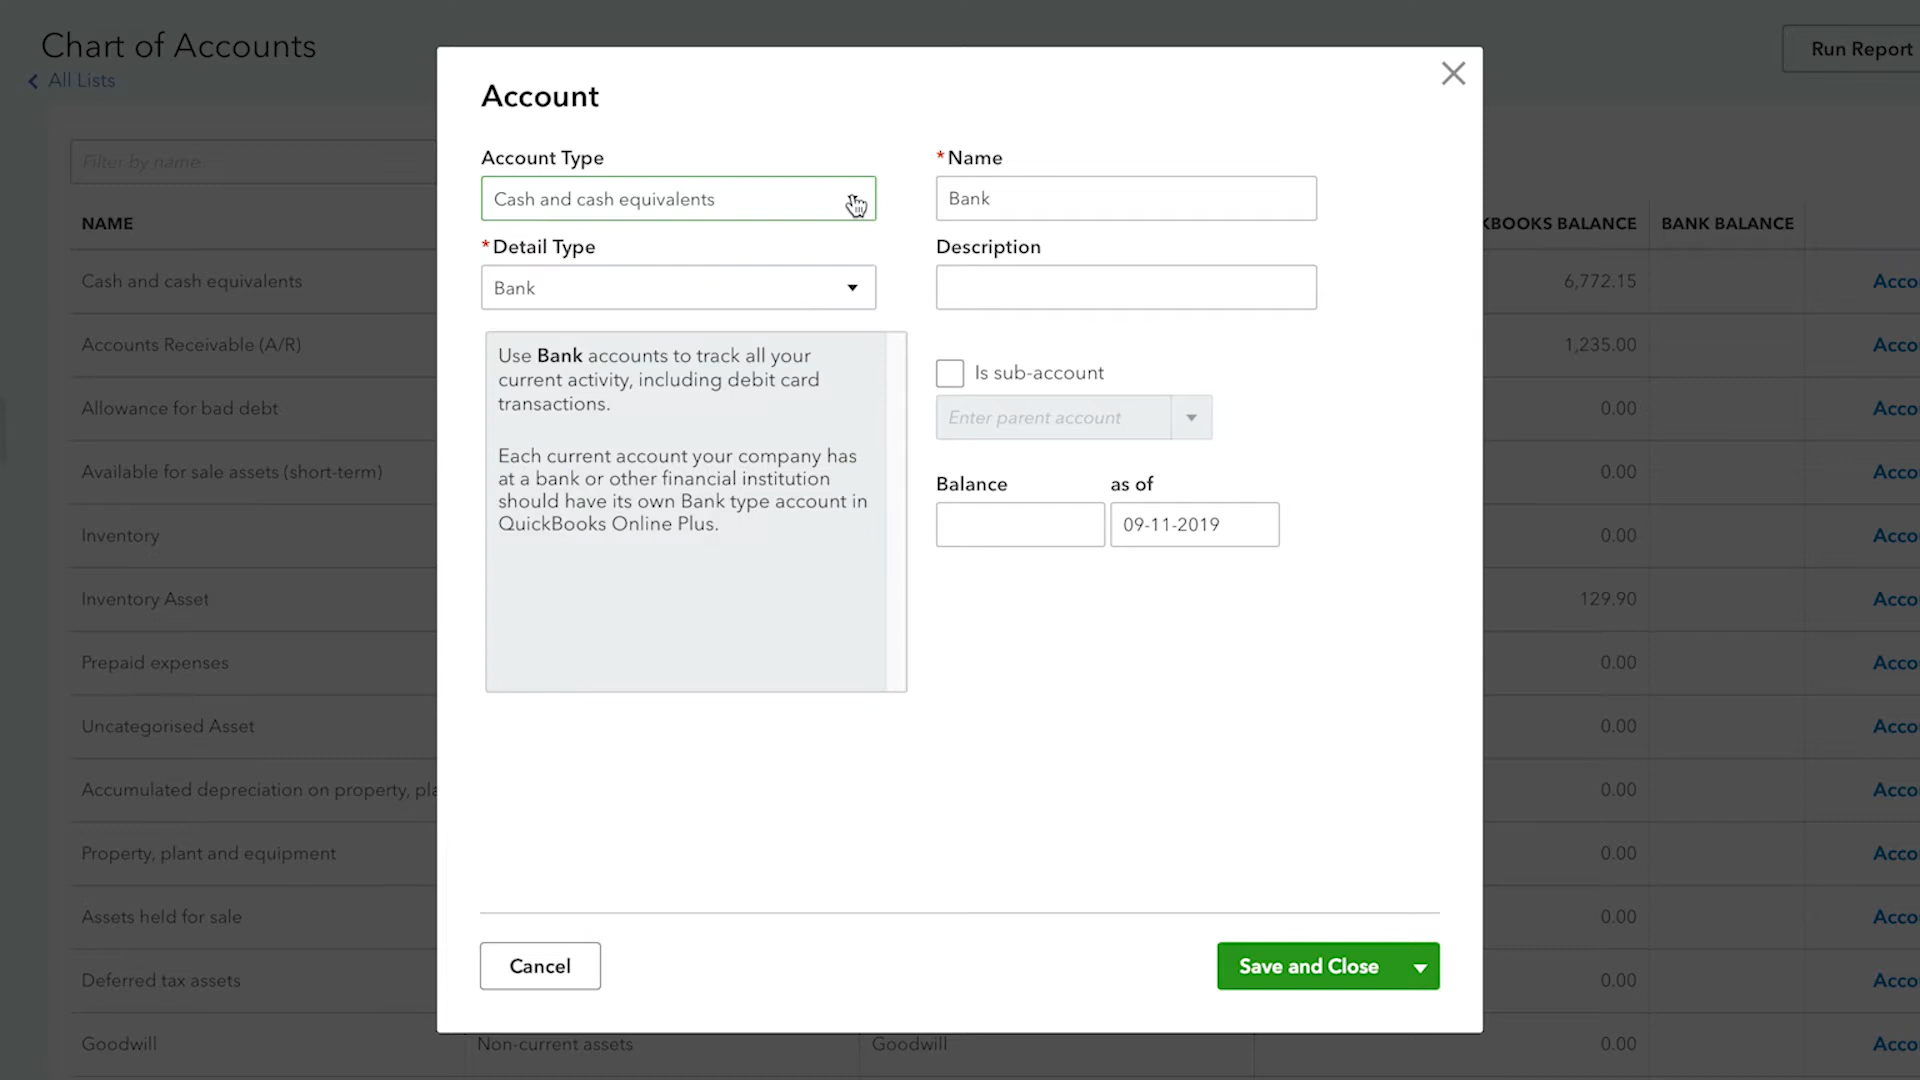 Chart of Accounts
All Lists
Run Report
Filter by name
NAME
KBOOKS BALANCE
BANK BALANCE
Cash and cash equivalents
6,772.15
Acco
Accounts Receivable (A/R)
1,235.00
Acco
Allowance for bad debt
0.00
Acco
Available for sale assets (short-term)
0.00
Acco
Inventory
0.00
Acco
Inventory Asset
129.90
Acco
Prepaid expenses
0.00
Acco
Uncategorised Asset
0.00
Acco
Accumulated depreciation on property, pla
0.00
Acco
Property, plant and equipment
0.00
Acco
Assets held for sale
0.00
Acco
Deferred tax assets
0.00
Acco
Goodwill
Non-current assets
Goodwill
0.00
Acco
Account
Account Type
Cash and cash equivalents
*Detail Type
Bank
Use Bank accounts to track all your
current activity, including debit card
transactions.
Each current account your company has
at a bank or other financial institution
should have its own Bank type account in
QuickBooks Online Plus.
*Name
Bank
Description
Is sub-account
Enter parent account
Balance
as of
09-11-2019
Cancel
Save and Close